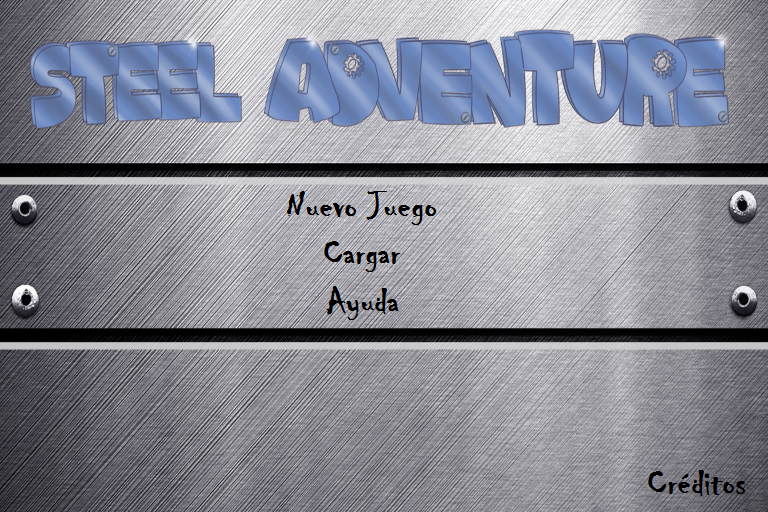 STEEL ADVENTURE
Nuevo Juego
Cargar
Ayuda
Créditos